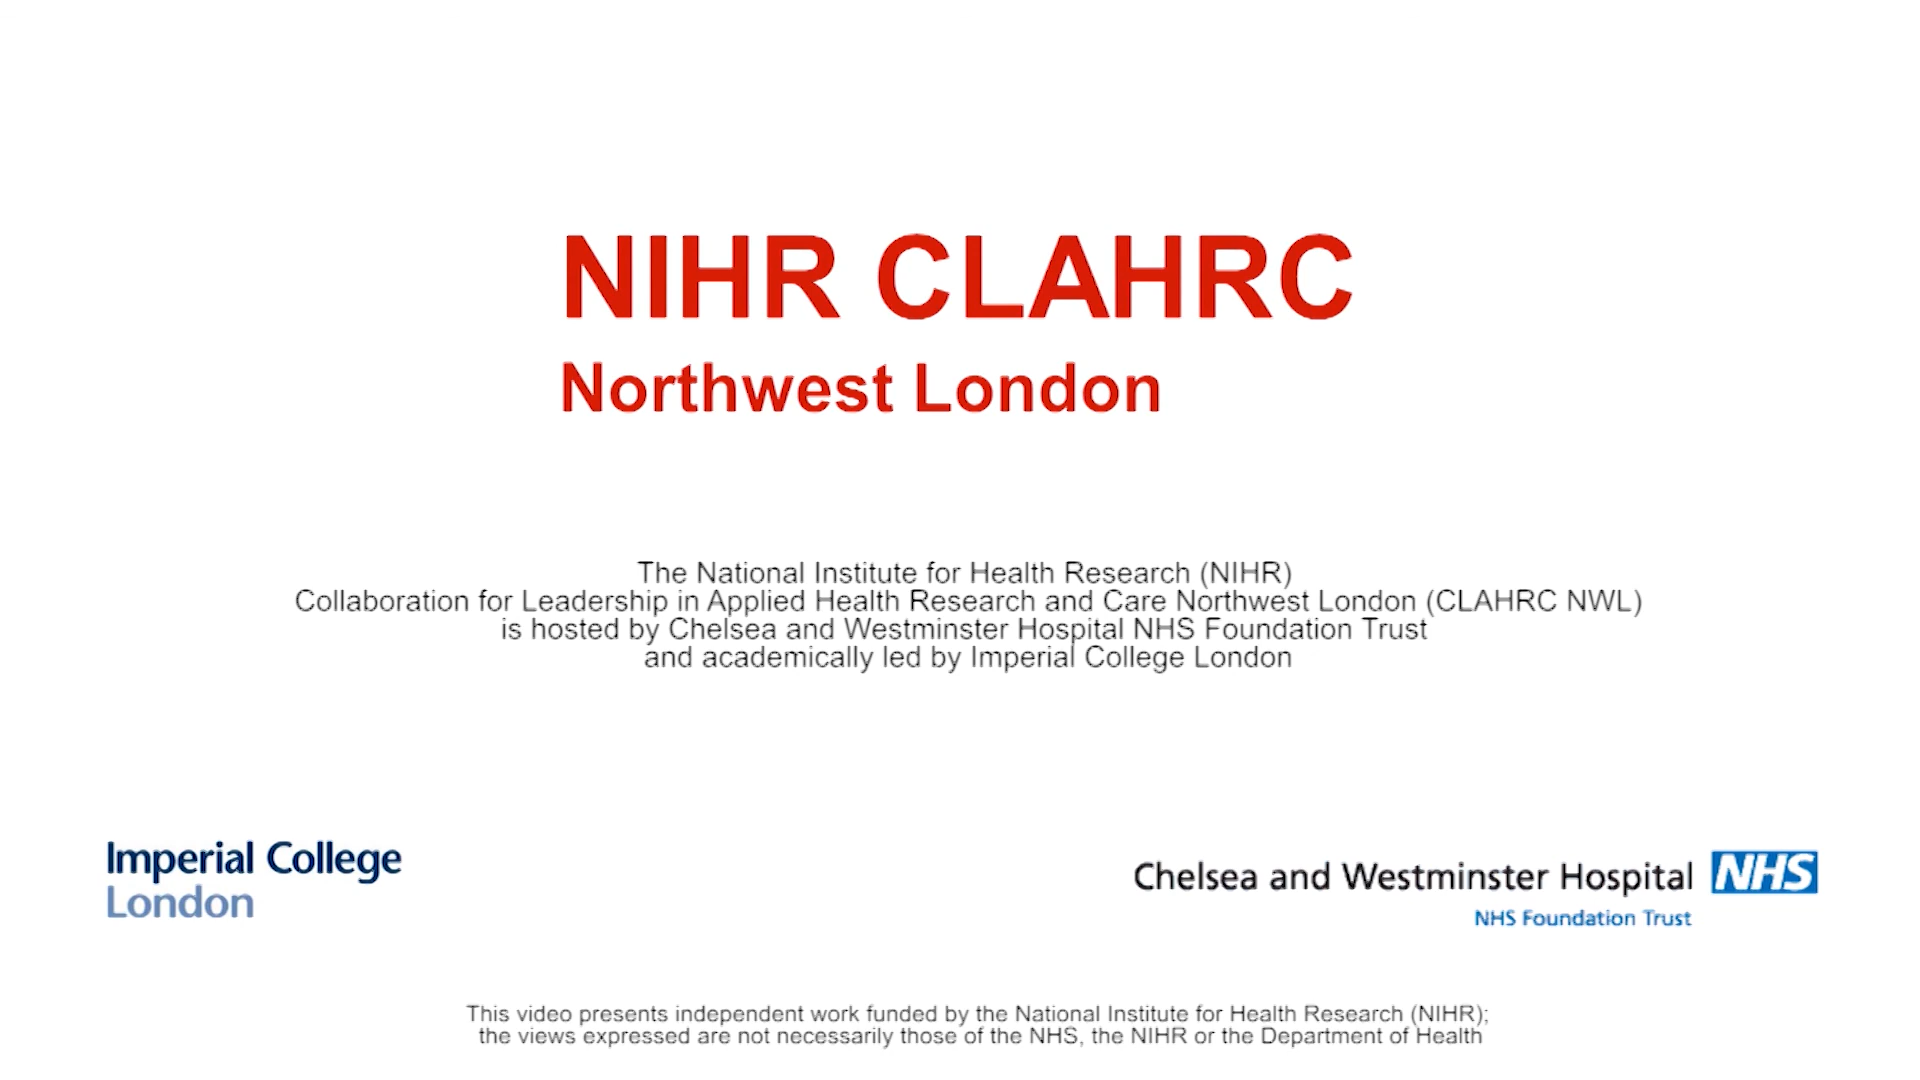 NIHR CLAHRC
Northwest London
The National Institute for Health Research (NIHR)
Collaboration for Leadership in Applied Health Research and Care Northwest London (CLAHRC NWL)
is hosted by Chelsea and Westminster Hospital NHS Foundation Trust
and academically led by Imperial College London
Imperial College
London
Chelsea and Westminster Hospital NHS
NHS Foundation Trust
This video presents independent work funded by the National Institute for Health Research (NIHR);
the views expressed are not necessarily those of the NHS, the NIHR or the Department of Health